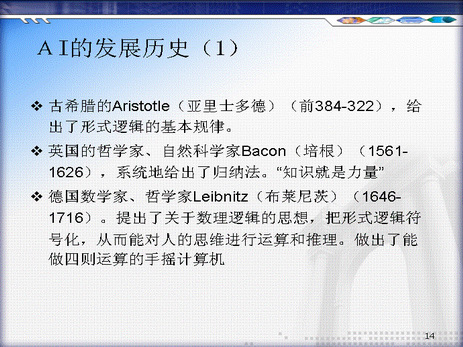 AI的发展历史（1）
❖ 古希腊的Aristotle（亚里士多德）（前384-322），给
出了形式逻辑的基本规律。
❖ 英国的哲学家、自然科学家Bacon（培根）（1561-
1626），系统地给出了归纳法。“知识就是力量”
❖ 德国数学家、哲学家Leibnitz（布莱尼茨）（1646-
1716）。提出了关于数理逻辑的思想，把形式逻辑符
号化，从而能对人的思维进行运算和推理。做出了能
做四则运算的手摇计算机
14